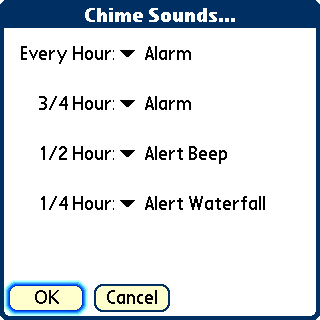 Chime Sounds...
Every Hour: Alarm
3/4 Hour: Alarm
1/2 Hour: Alert Beep
1/4 Hour: Alert Waterfall
OK Cancel